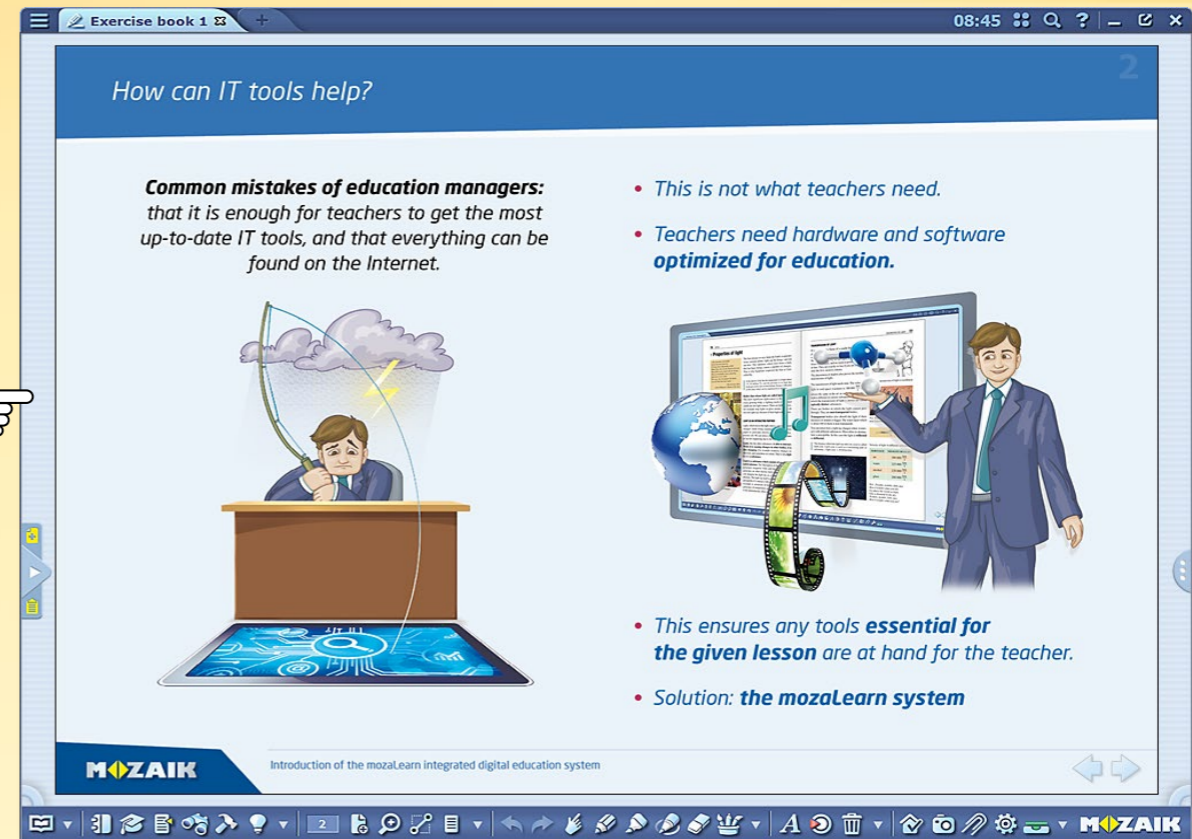 Exercise book 1
08:45
2
How can IT tools help?
Common mistakes of education managers:
that it is enough for teachers to get the most
up-to-date IT tools, and that everything can be
found on the Internet.
• This is not what teachers need.
• Teachers need hardware and software
optimized for education.
Properties of light
• This ensures any tools essential for
the given lesson are at hand for the teacher.
• Solution: the mozaLearn system
MOZAIK
Introduction of the mozaLearn integrated digital education system
2
A
MOZAIK